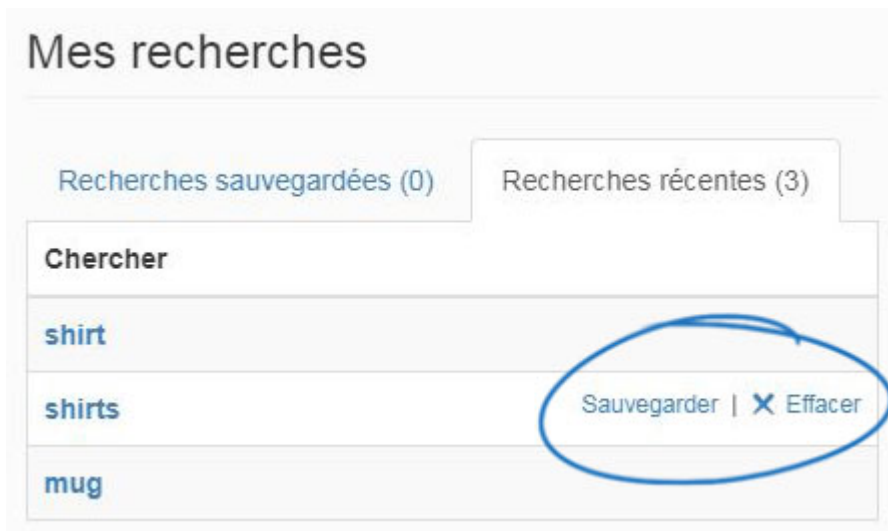 Mes recherches
Recherches sauvegardées (0) Recherches récentes (3)
Chercher
shirt
shirts Sauvegarder | ✕ Effacer
mug